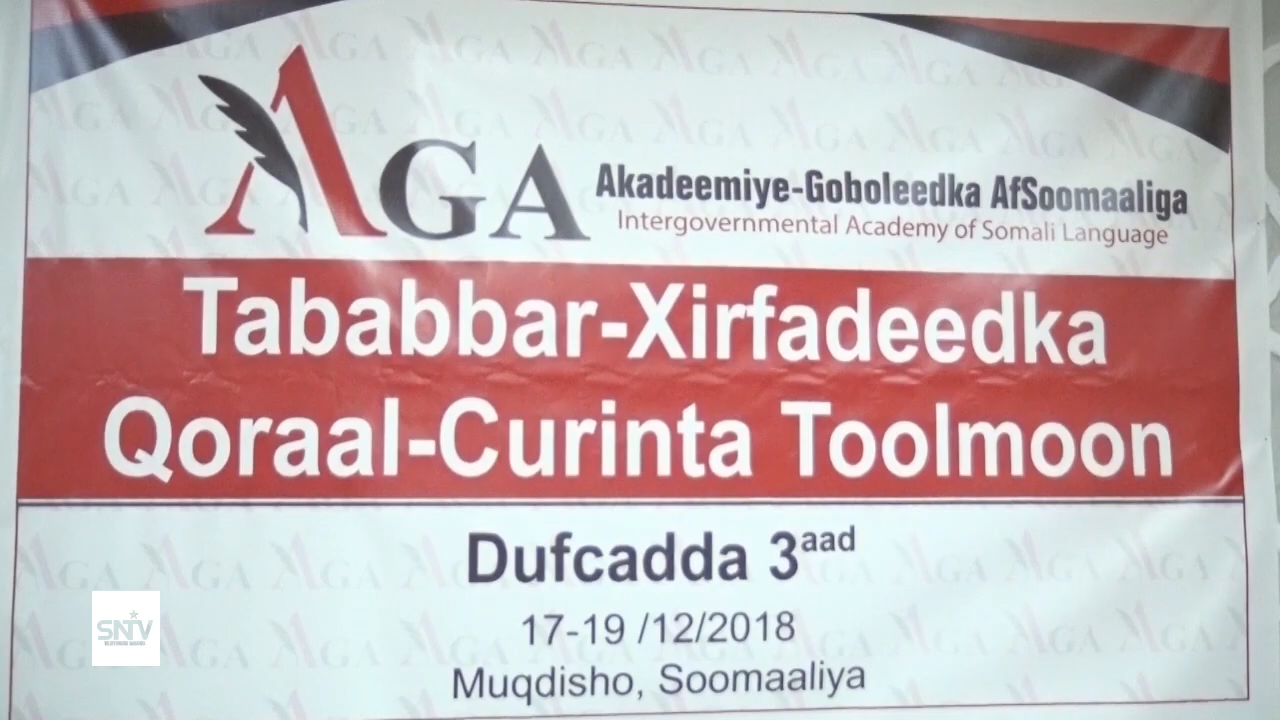 AGA
Akadeemiye-Goboleedka AfSoomaaliga
Intergovernmental Academy of Somali Language
Tababbar-Xirfadeedka
Qoraal-Curinta Toolmoon
Dufcadda 3aad
17-19 /12/2018
Muqdisho, Soomaaliya
SNTV